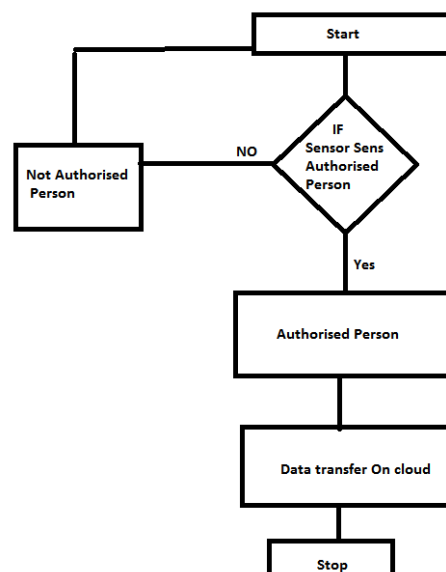 Start
IF
Sensor Sens
Authorised
Person
NO
Not Authorised
Person
Yes
Authorised Person
Data transfer On cloud
Stop